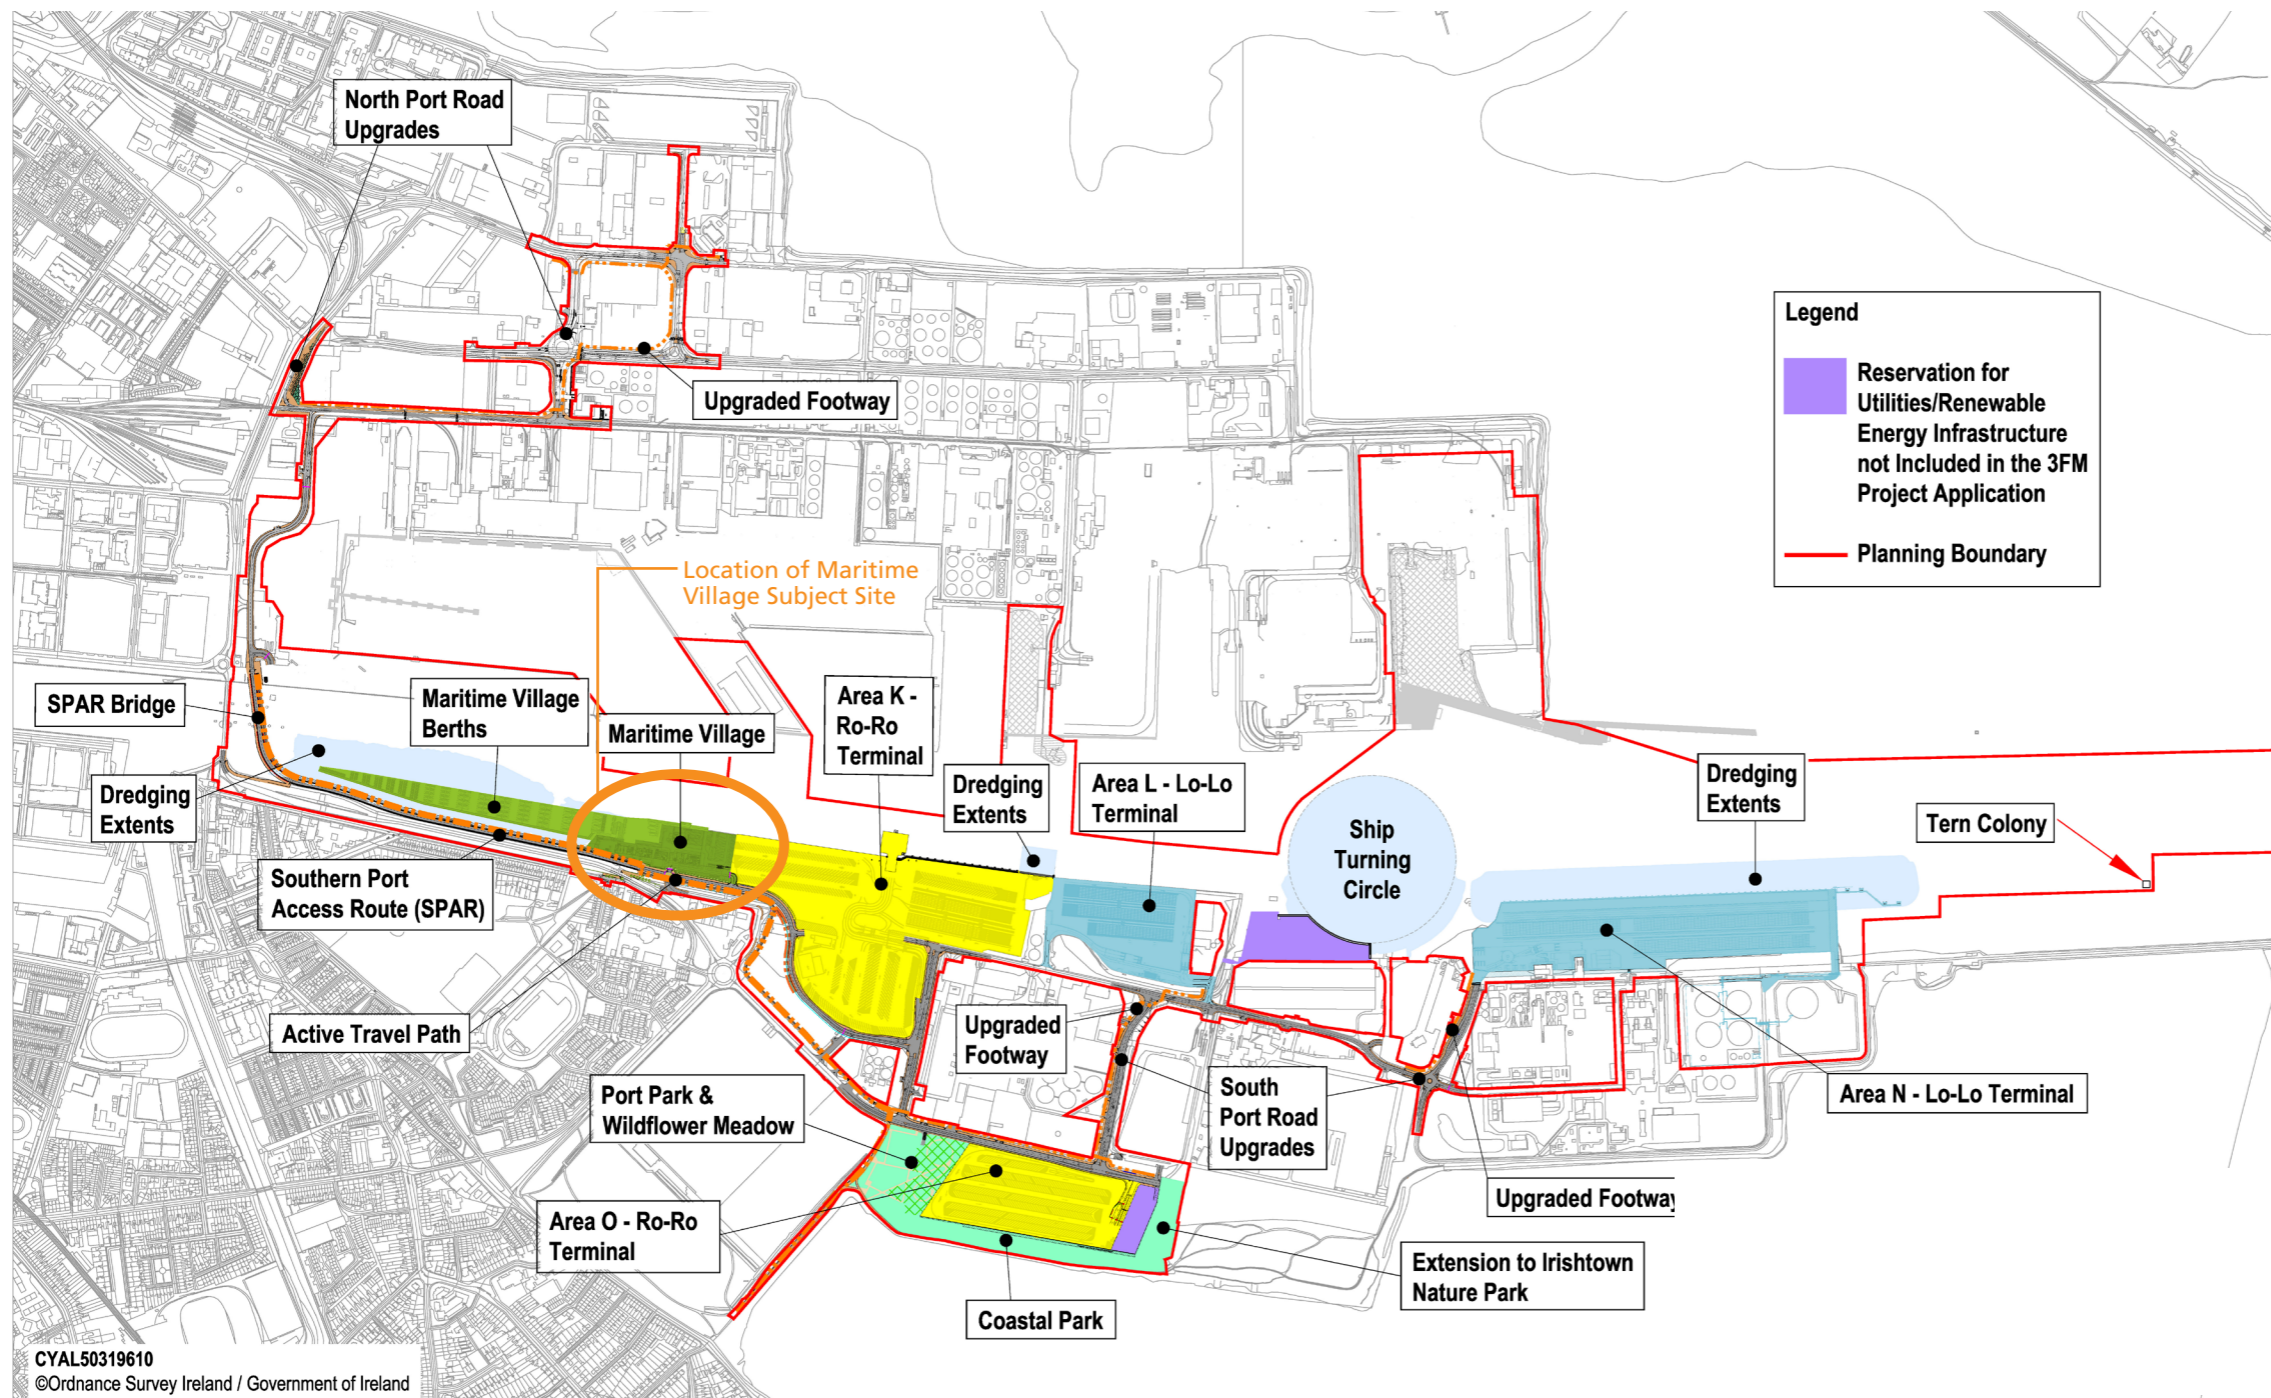 North Port Road
Upgrades
Upgraded Footway
Legend
Reservation for
Utilities/Renewable
Energy Infrastructure
not Included in the 3FM
Project Application
Planning Boundary
Location of Maritime
Village Subject Site
SPAR Bridge
Maritime Village
Berths
Maritime Village
Area K -
Ro-Ro
Terminal
Dredging
Extents
Area L - Lo-Lo
Terminal
Dredging
Extents
Dredging
Extents
Ship
Turning
Circle
Tern Colony
Southern Port
Access Route (SPAR)
Active Travel Path
Upgraded
Footway
Port Park &
Wildflower Meadow
South
Port Road
Upgrades
Area N - Lo-Lo Terminal
Upgraded Footway
Area O - Ro-Ro
Terminal
Extension to Irishtown
Nature Park
Coastal Park
CYAL50319610
©Ordnance Survey Ireland / Government of Ireland